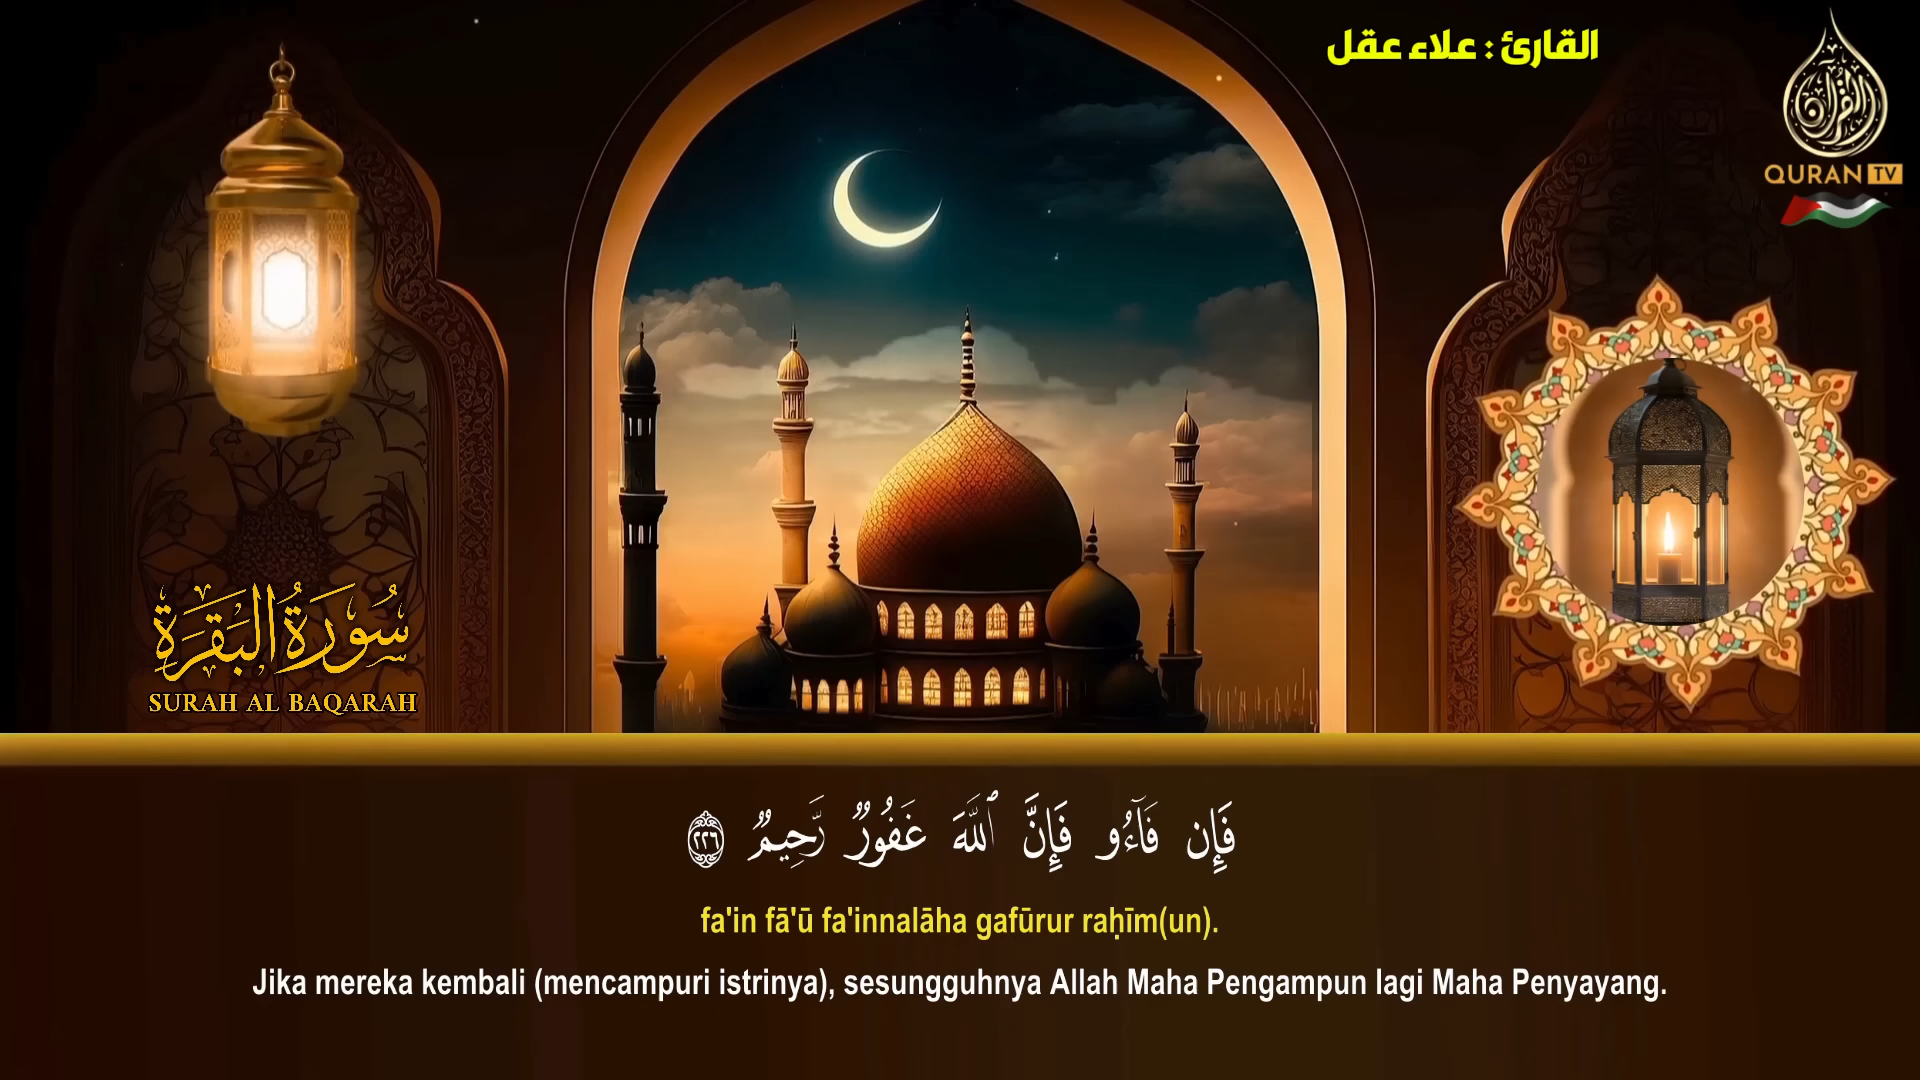 القارئ : علاء عقل
القرآن
QURAN TV
سُورَةُ البَقَرَةِ
SURAH AL BAQARAH
فَإِن فَآءُو فَإِنَّ ٱللَّهَ غَفُورٌ رَّحِيمٌ ٢٢٦
fa'in fā'ū fa'innalāha gafūrur raḥīm(un).
Jika mereka kembali (mencampuri istrinya), sesungguhnya Allah Maha Pengampun lagi Maha Penyayang.